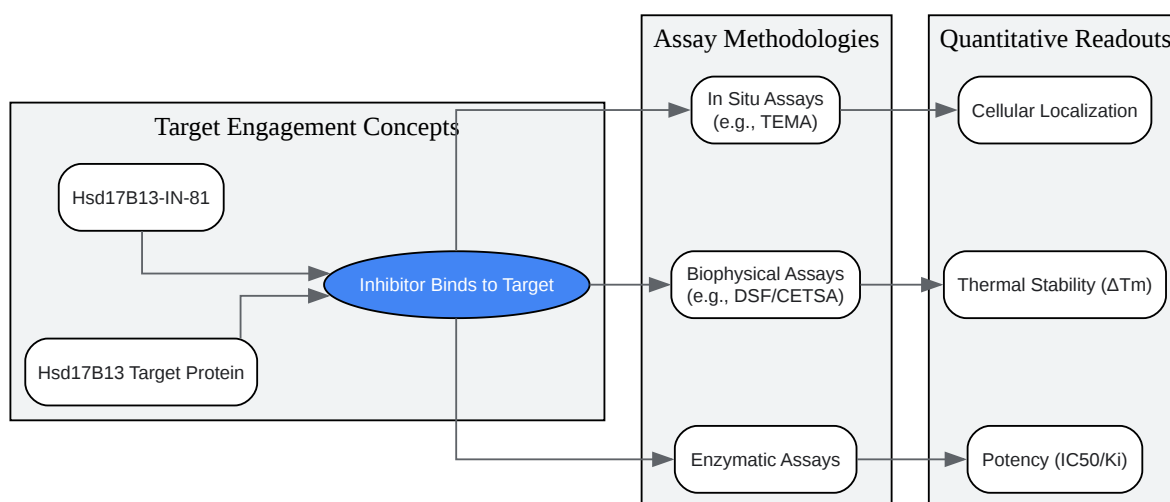 Assay Methodologies
Quantitative Readouts
In Situ Assays
(e.g., TEMA)
Cellular Localization
Target Engagement Concepts
Hsd17B13-IN-81
Inhibitor Binds to Target
Biophysical Assays
(e.g., DSF/CETSA)
Thermal Stability (ΔTm)
Hsd17B13 Target Protein
Enzymatic Assays
Potency (IC50/Ki)